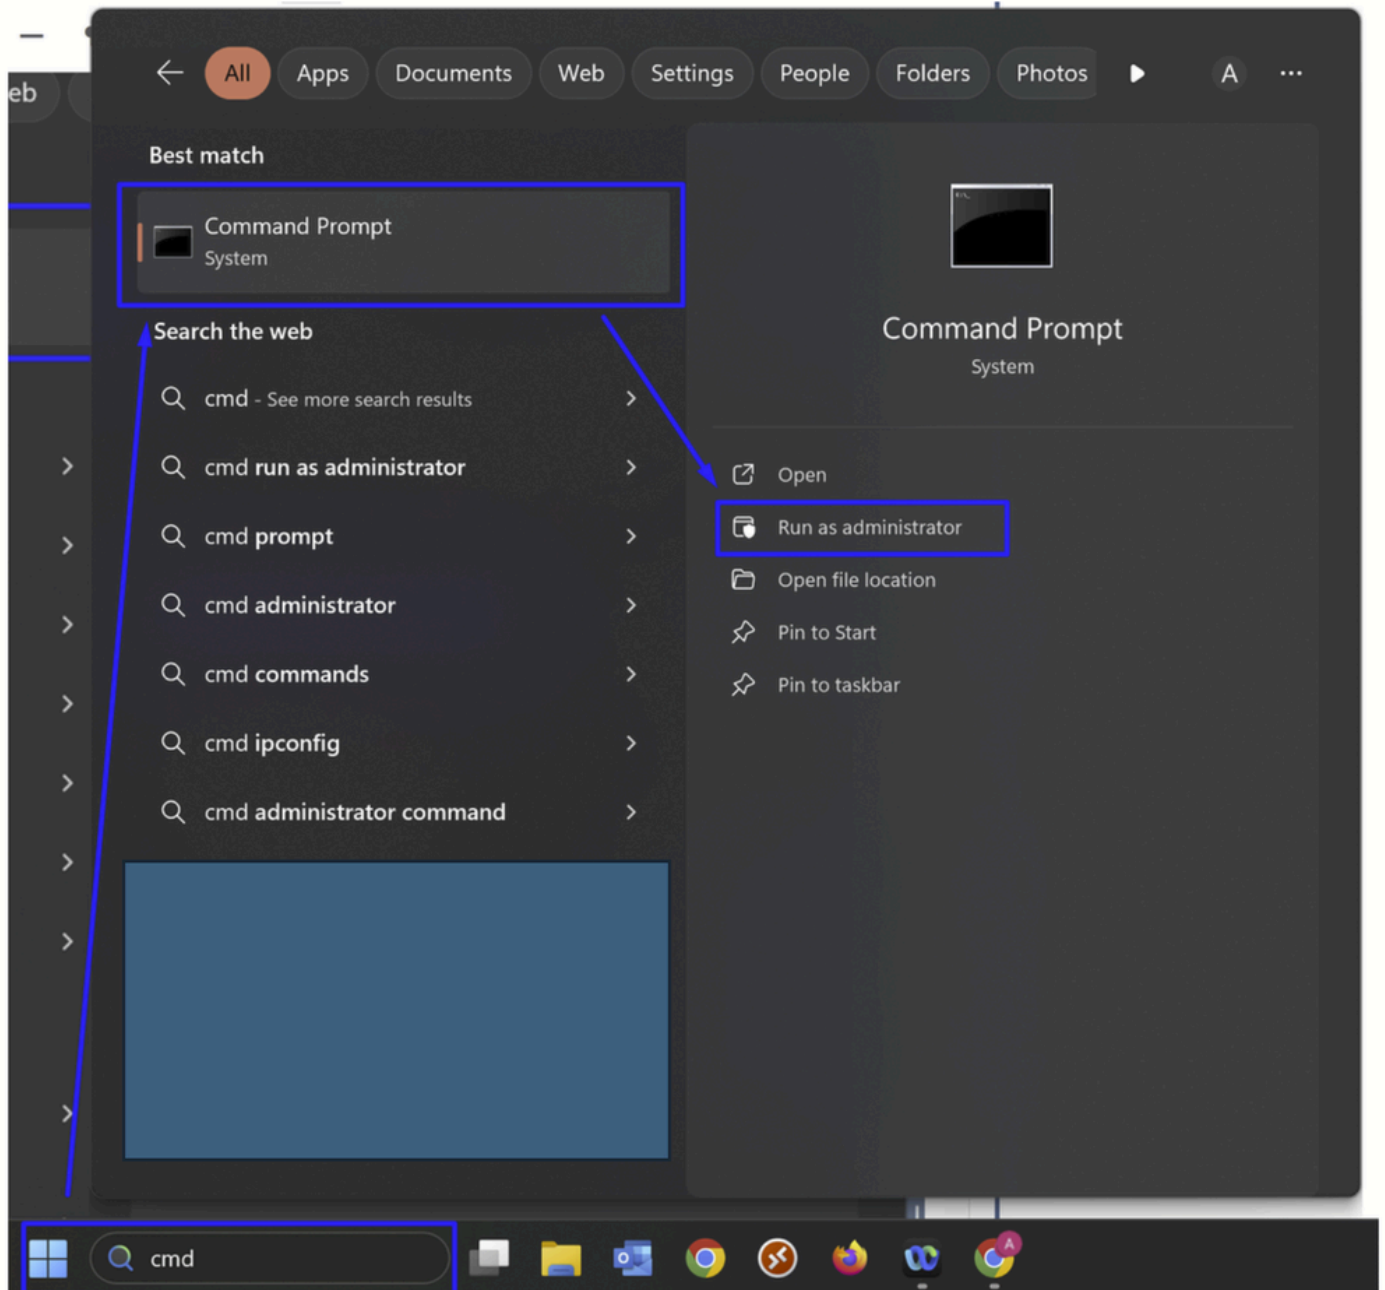 eb
All Apps Documents Web Settings People Folders Photos A
Best match
Command Prompt
System
Search the web
cmd - See more search results
cmd run as administrator
cmd prompt
cmd administrator
cmd commands
cmd ipconfig
cmd administrator command
Command Prompt
System
Open
Run as administrator
Open file location
Pin to Start
Pin to taskbar
cmd
A